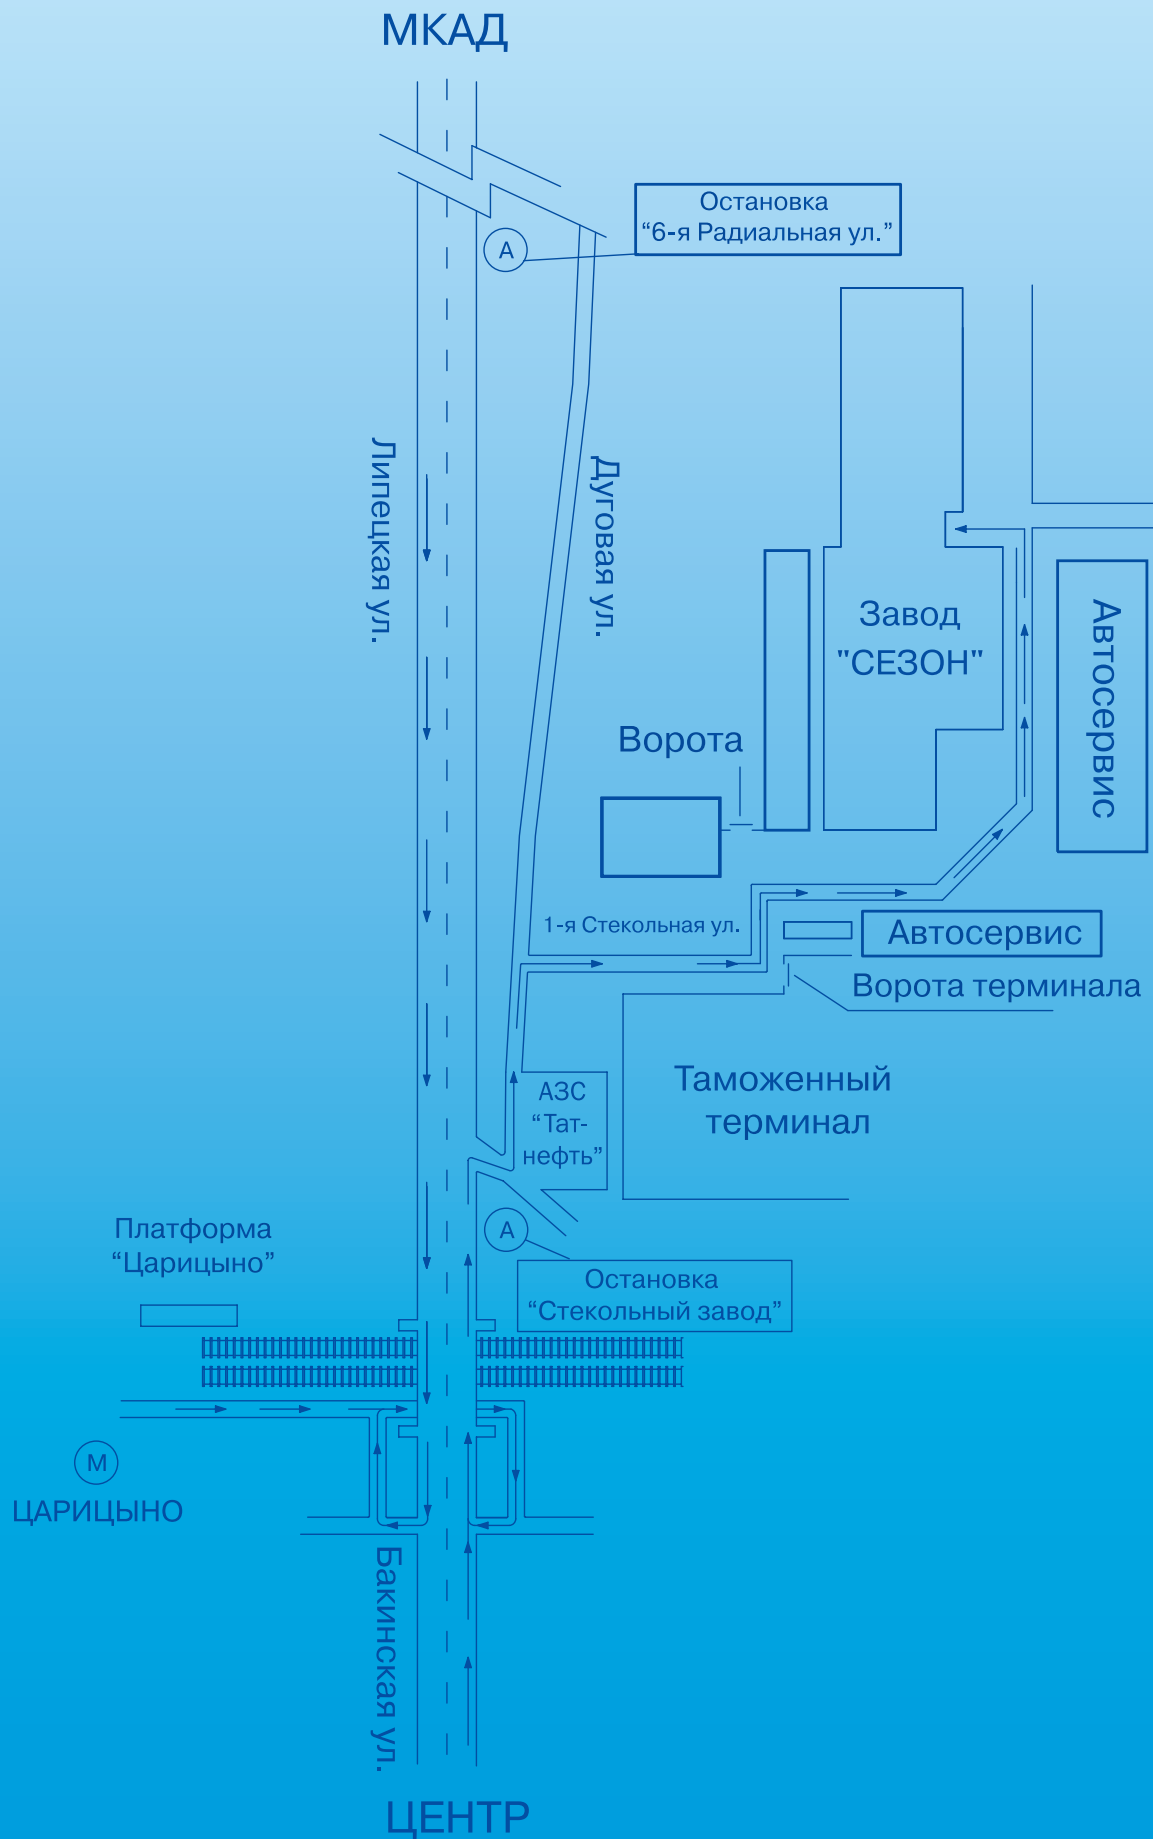 МКАД
Остановка
“6-я Радиальная ул.”
А
Липецкая ул.
Дуговая ул.
Завод
"СЕЗОН"
Автосервис
Ворота
1-я Стекольная ул.
Автосервис
Ворота терминала
Таможенный
терминал
АЗС
“Тат-
нефть”
Платформа
“Царицыно”
А
Остановка
“Стекольный завод”
М
ЦАРИЦЫНО
Бакинская ул.
ЦЕНТР